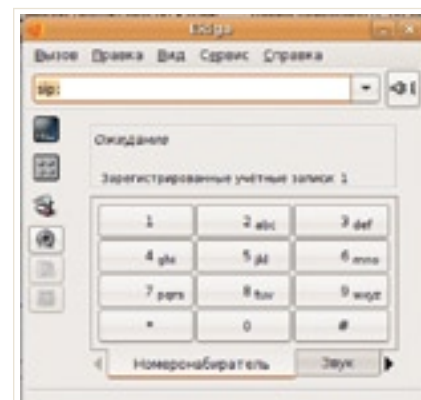 Ekiga
Вызов Правка Вид Сервис Справка
sip:
Ожидание
Зарегистрированные учётные записи: 1
1 2 abc 3 def
4 ghi 5 jkl 6 mno
7 pqrs 8 tuv 9 wxyz
* 0 #
Номеронабиратель Звук